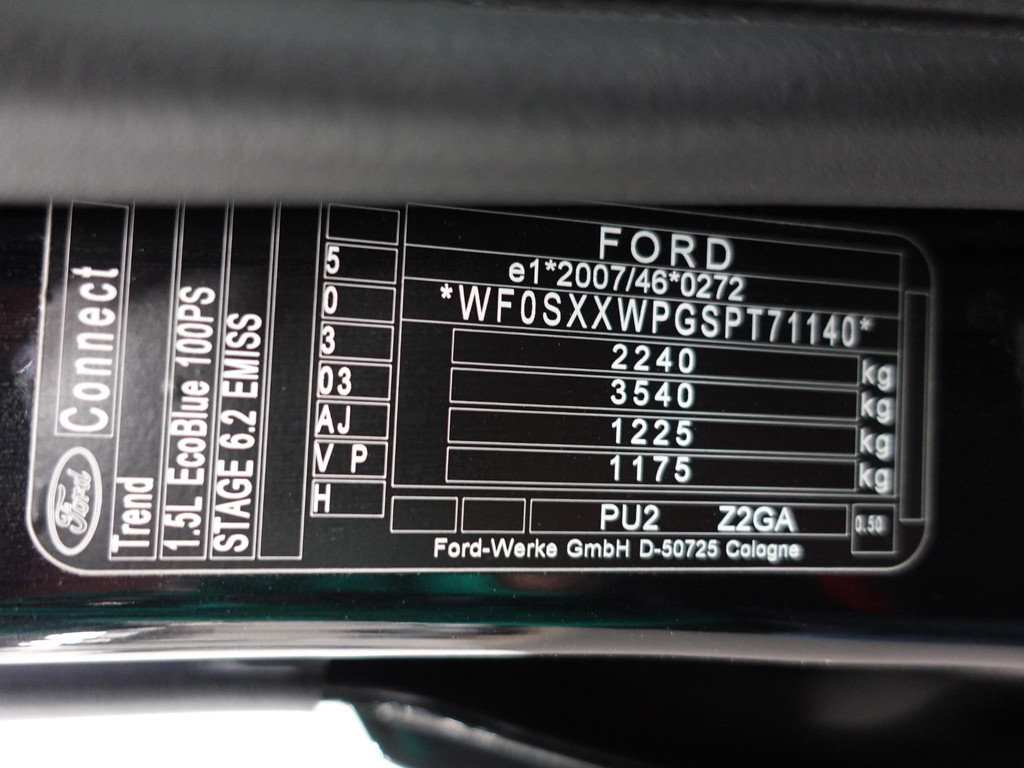 FORD
e1*2007/46*0272
*WF0SXXWPGSPT71140*
2240 kg
3540 kg
1225 kg
1175 kg
PU2 Z2GA
0.50
Ford-Werke GmbH D-50725 Cologne
5
0
3
03
AJ
V P
H
Ford
Connect
Trend
1.5L EcoBlue 100PS
STAGE 6.2 EMISS